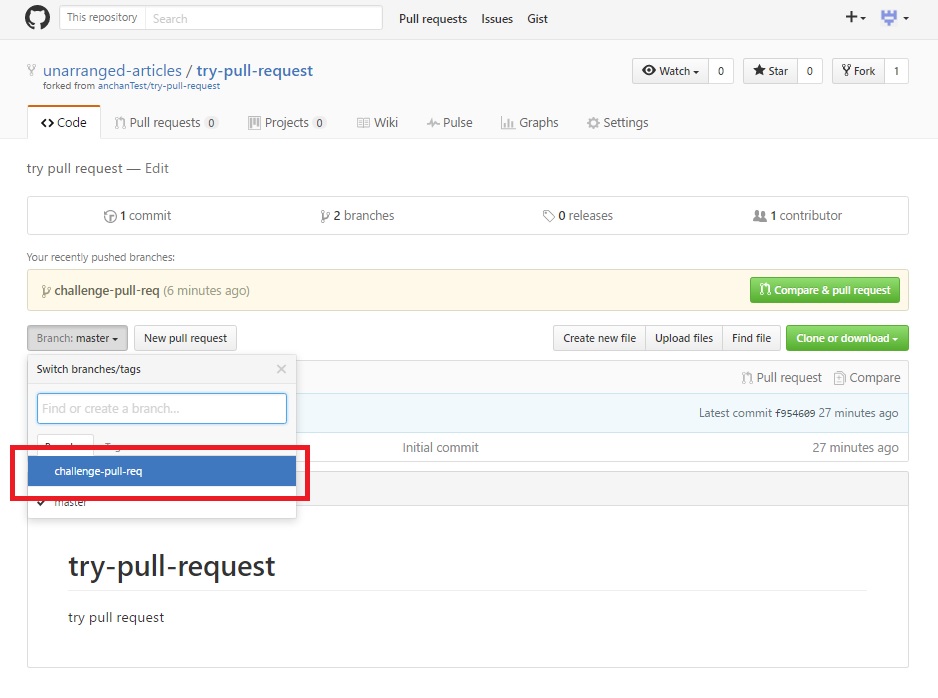 This repository Search Pull requests Issues Gist
unarranged-articles / try-pull-request Watch 0 Star 0 Fork 1
forked from anchanTest/try-pull-request
Code Pull requests 0 Projects 0 Wiki Pulse Graphs Settings
try pull request — Edit
1 commit 2 branches 0 releases 1 contributor
Your recently pushed branches:
challenge-pull-req (6 minutes ago) Compare & pull request
Branch: master New pull request Create new file Upload files Find file Clone or download
Switch branches/tags ×
Pull request Compare
Find or create a branch...
Latest commit f954609 27 minutes ago
Initial commit 27 minutes ago
challenge-pull-req
master
try-pull-request
try pull request